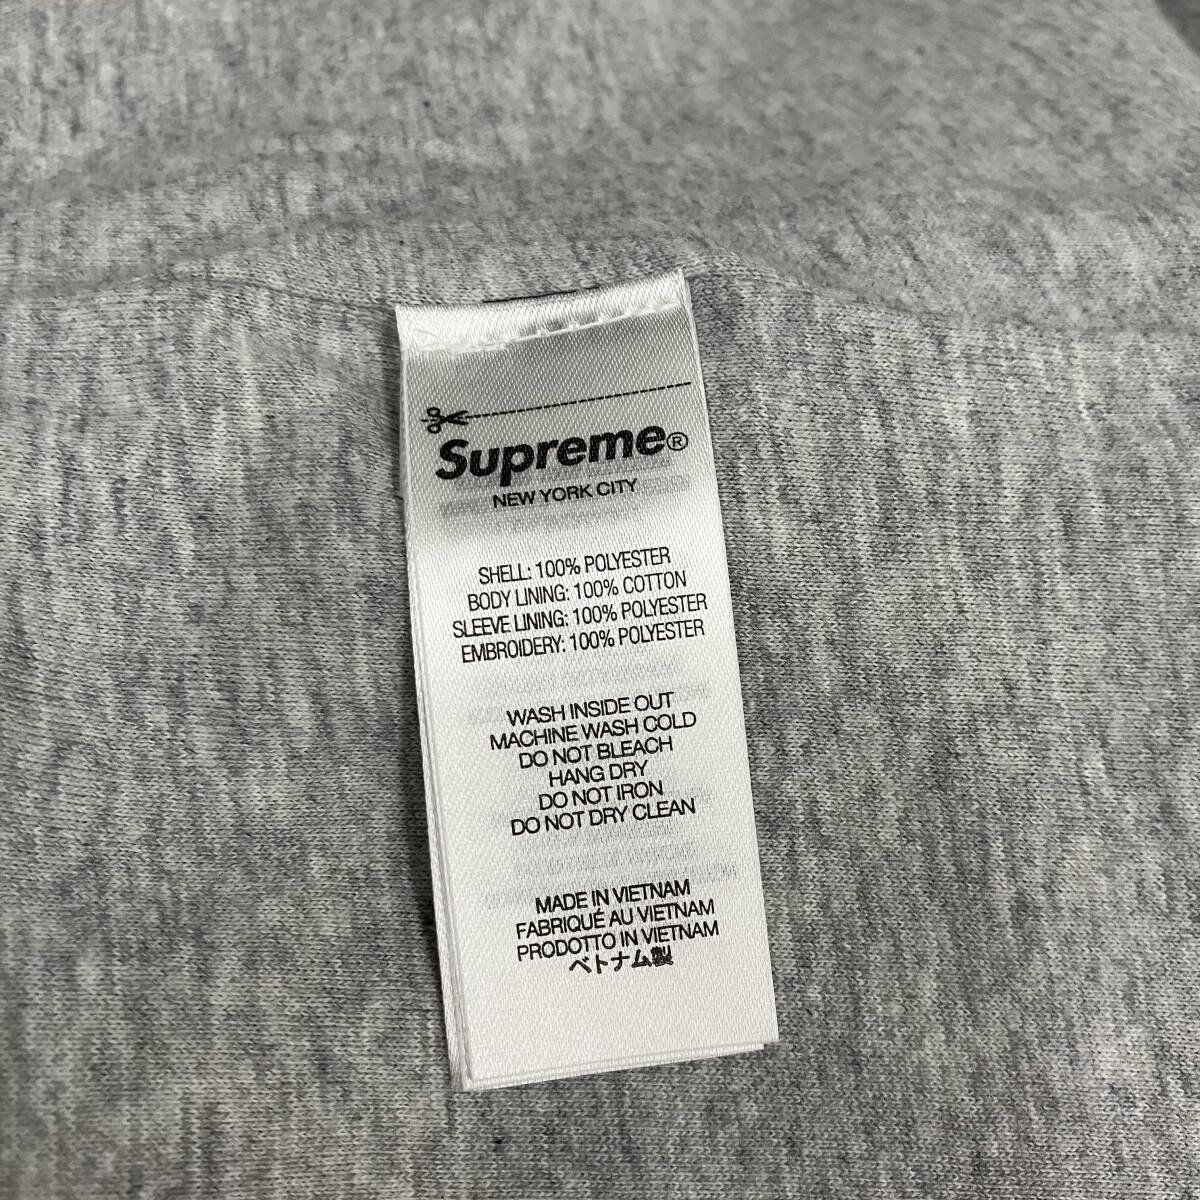 Supreme®
NEW YORK CITY
SHELL: 100% POLYESTER
BODY LINING: 100% COTTON
SLEEVE LINING: 100% POLYESTER
EMBROIDERY: 100% POLYESTER
WASH INSIDE OUT
MACHINE WASH COLD
DO NOT BLEACH
HANG DRY
DO NOT IRON
DO NOT DRY CLEAN
MADE IN VIETNAM
FABRIQUÉ AU VIETNAM
PRODOTTO IN VIETNAM
ベトナム製